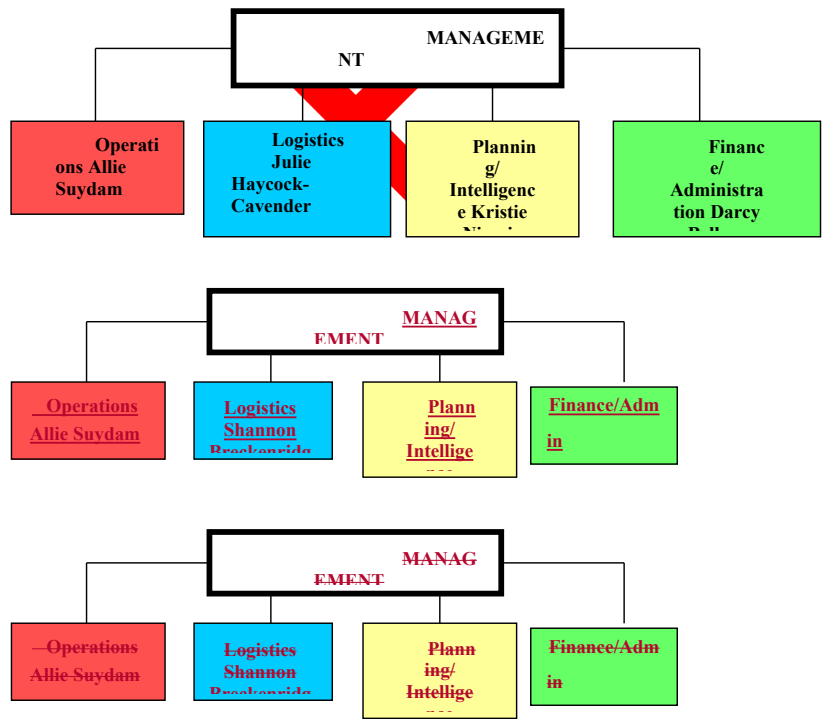 MANAGEME
NT
Operati
ons Allie
Suydam
Logistics
Julie
Haycock-
Cavender
Plannin
g/
Intelligenc
e Kristie
Financ
e/
Administra
tion Darcy
MANAG
EMENT
Operations
Allie Suydam
Logistics
Shannon
Breckenridg
Plann
ing/
Intellige
Finance/Adm
in
MANAG
EMENT
Operations
Allie Suydam
Logistics
Shannon
Breckenridg
Plann
ing/
Intellige
Finance/Adm
in